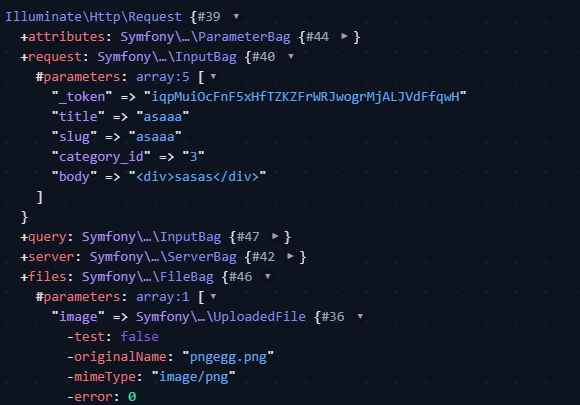 Illuminate\Http\Request {#39 ▼
+attributes: Symfony\…\ParameterBag {#44 ▶}
+request: Symfony\…\InputBag {#40 ▼
#parameters: array:5 [▼
"_token" => "iqpMuiOcFnF5xHfTZKZFrWRJwogrMjALJVdFfqwH"
"title" => "asaaa"
"slug" => "asaaa"
"category_id" => "3"
"body" => "<div>sasas</div>"
]
}
+query: Symfony\…\InputBag {#47 ▶}
+server: Symfony\…\ServerBag {#42 ▶}
+files: Symfony\…\FileBag {#46 ▼
#parameters: array:1 [▼
"image" => Symfony\…\UploadedFile {#36 ▼
-test: false
-originalName: "pngegg.png"
-mimeType: "image/png"
-error: 0